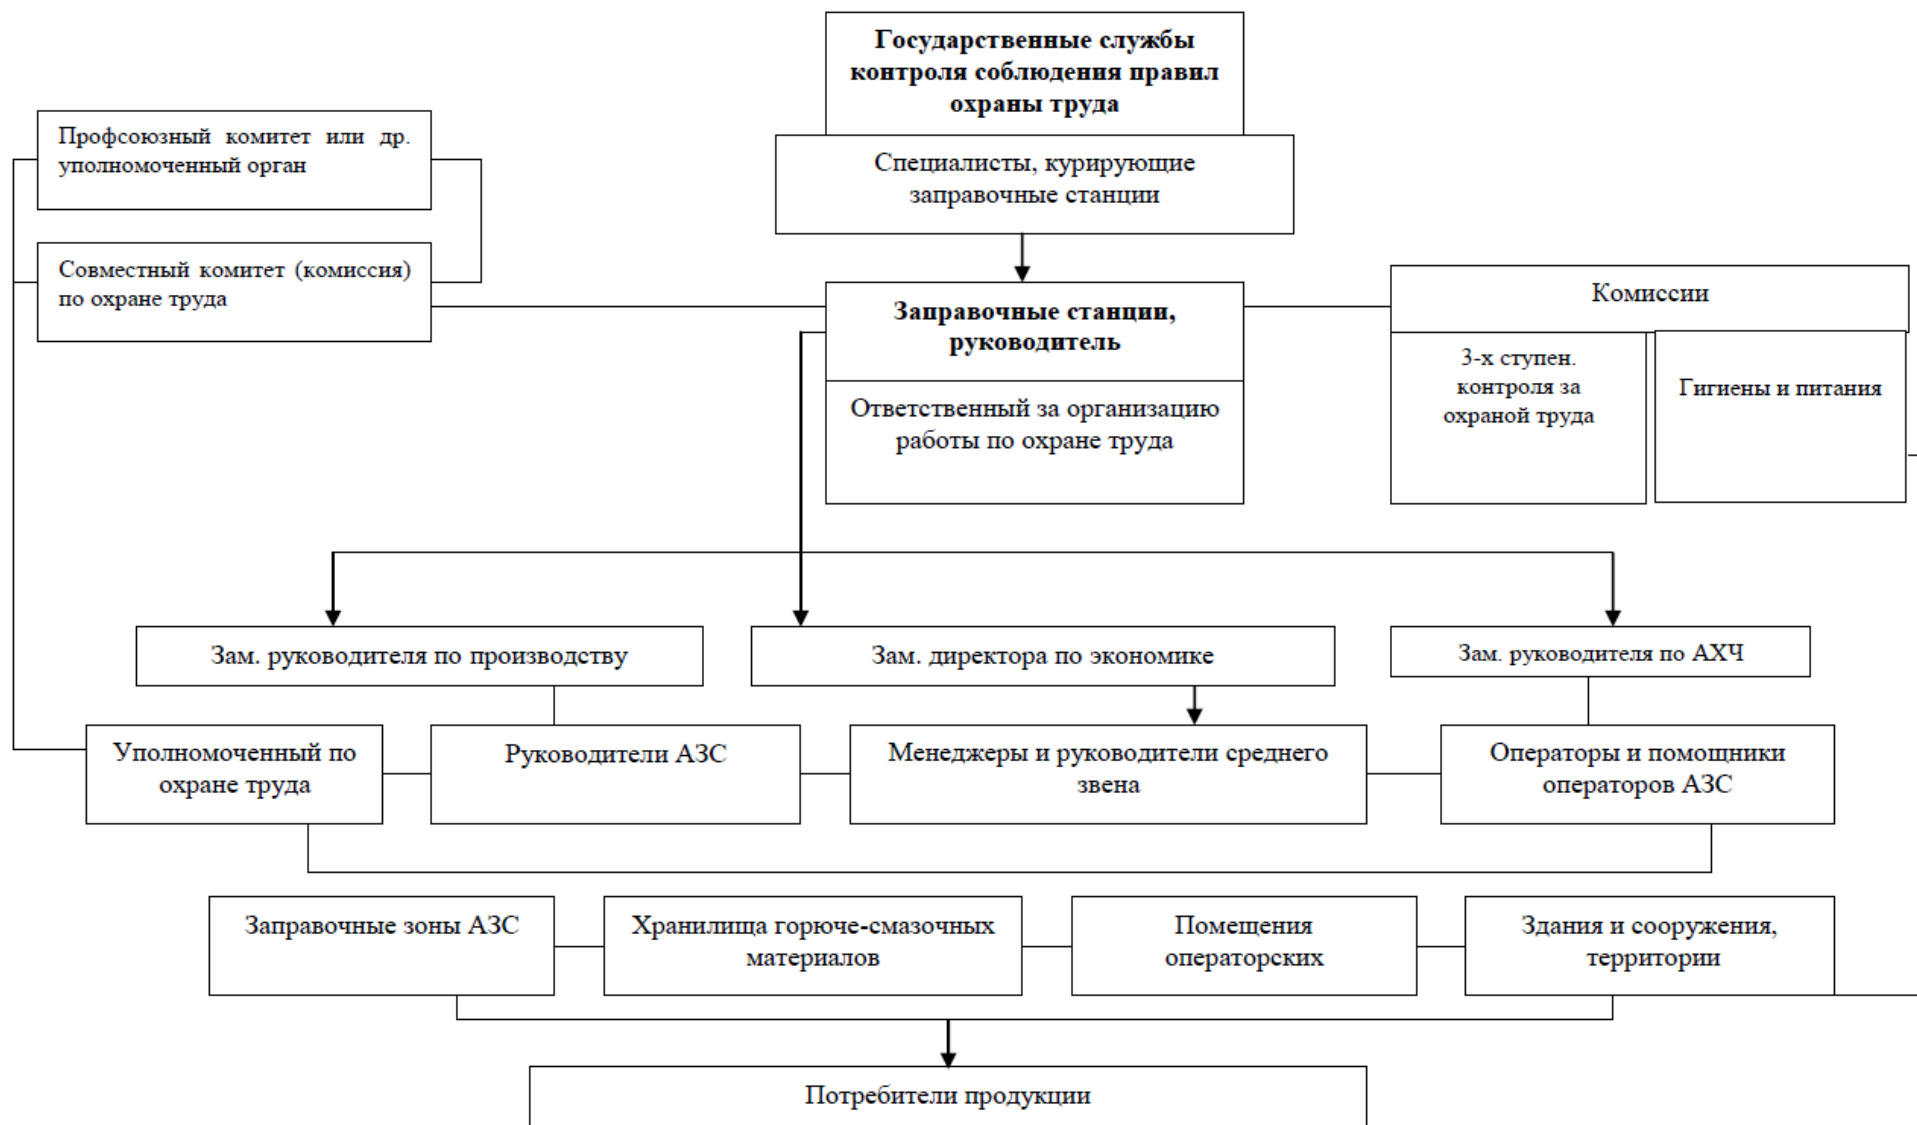 Государственные службы
контроля соблюдения правил
охраны труда
Профсоюзный комитет или др.
уполномоченный орган
Специалисты, курирующие
заправочные станции
Совместный комитет (комиссия)
по охране труда
Заправочные станции,
руководитель
Ответственный за организацию
работы по охране труда
Комиссии
3-х ступен.
контроля за
охраной труда
Гигиены и питания
Зам. руководителя по производству
Зам. директора по экономике
Зам. руководителя по АХЧ
Уполномоченный по
охране труда
Руководители АЗС
Менеджеры и руководители среднего
звена
Операторы и помощники
операторов АЗС
Заправочные зоны АЗС
Хранилища горюче-смазочных
материалов
Помещения
операторских
Здания и сооружения,
территории
Потребители продукции